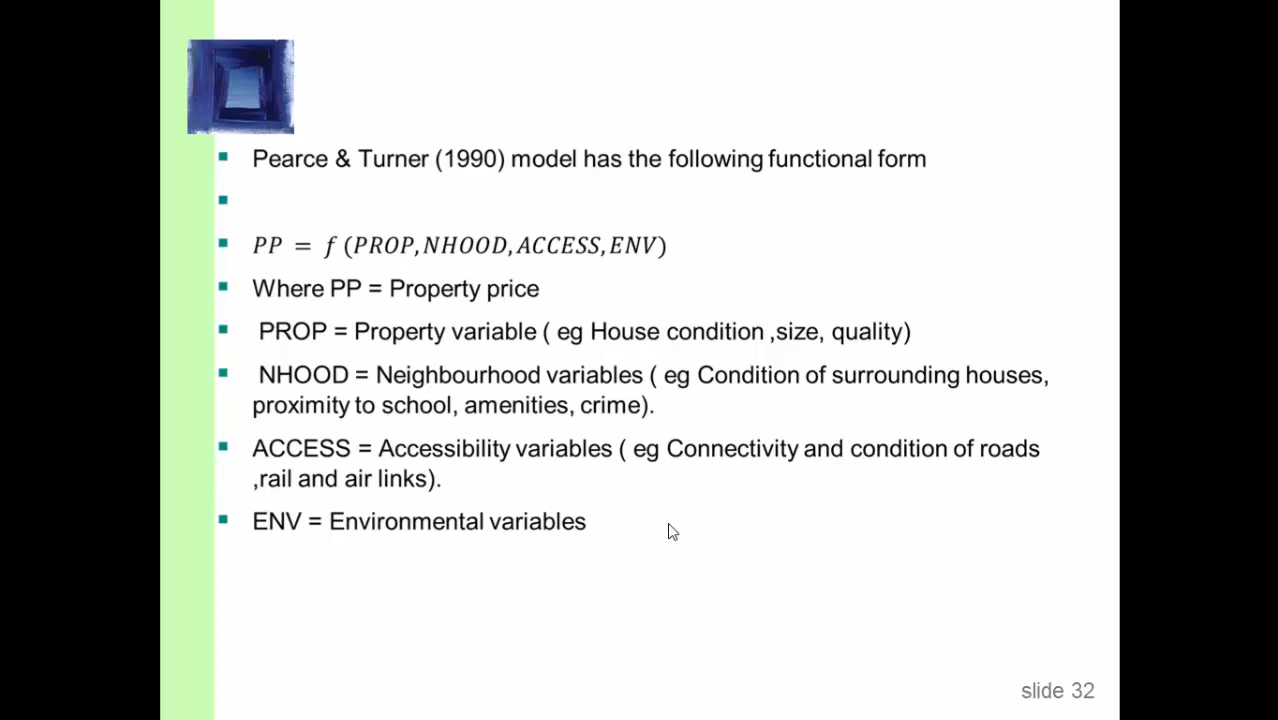 Pearce & Turner (1990) model has the following functional form
PP = f (PROP, NHOOD, ACCESS, ENV)
Where PP = Property price
PROP = Property variable ( eg House condition ,size, quality)
NHOOD = Neighbourhood variables ( eg Condition of surrounding houses,
proximity to school, amenities, crime).
ACCESS = Accessibility variables ( eg Connectivity and condition of roads
,rail and air links).
ENV = Environmental variables
slide 32